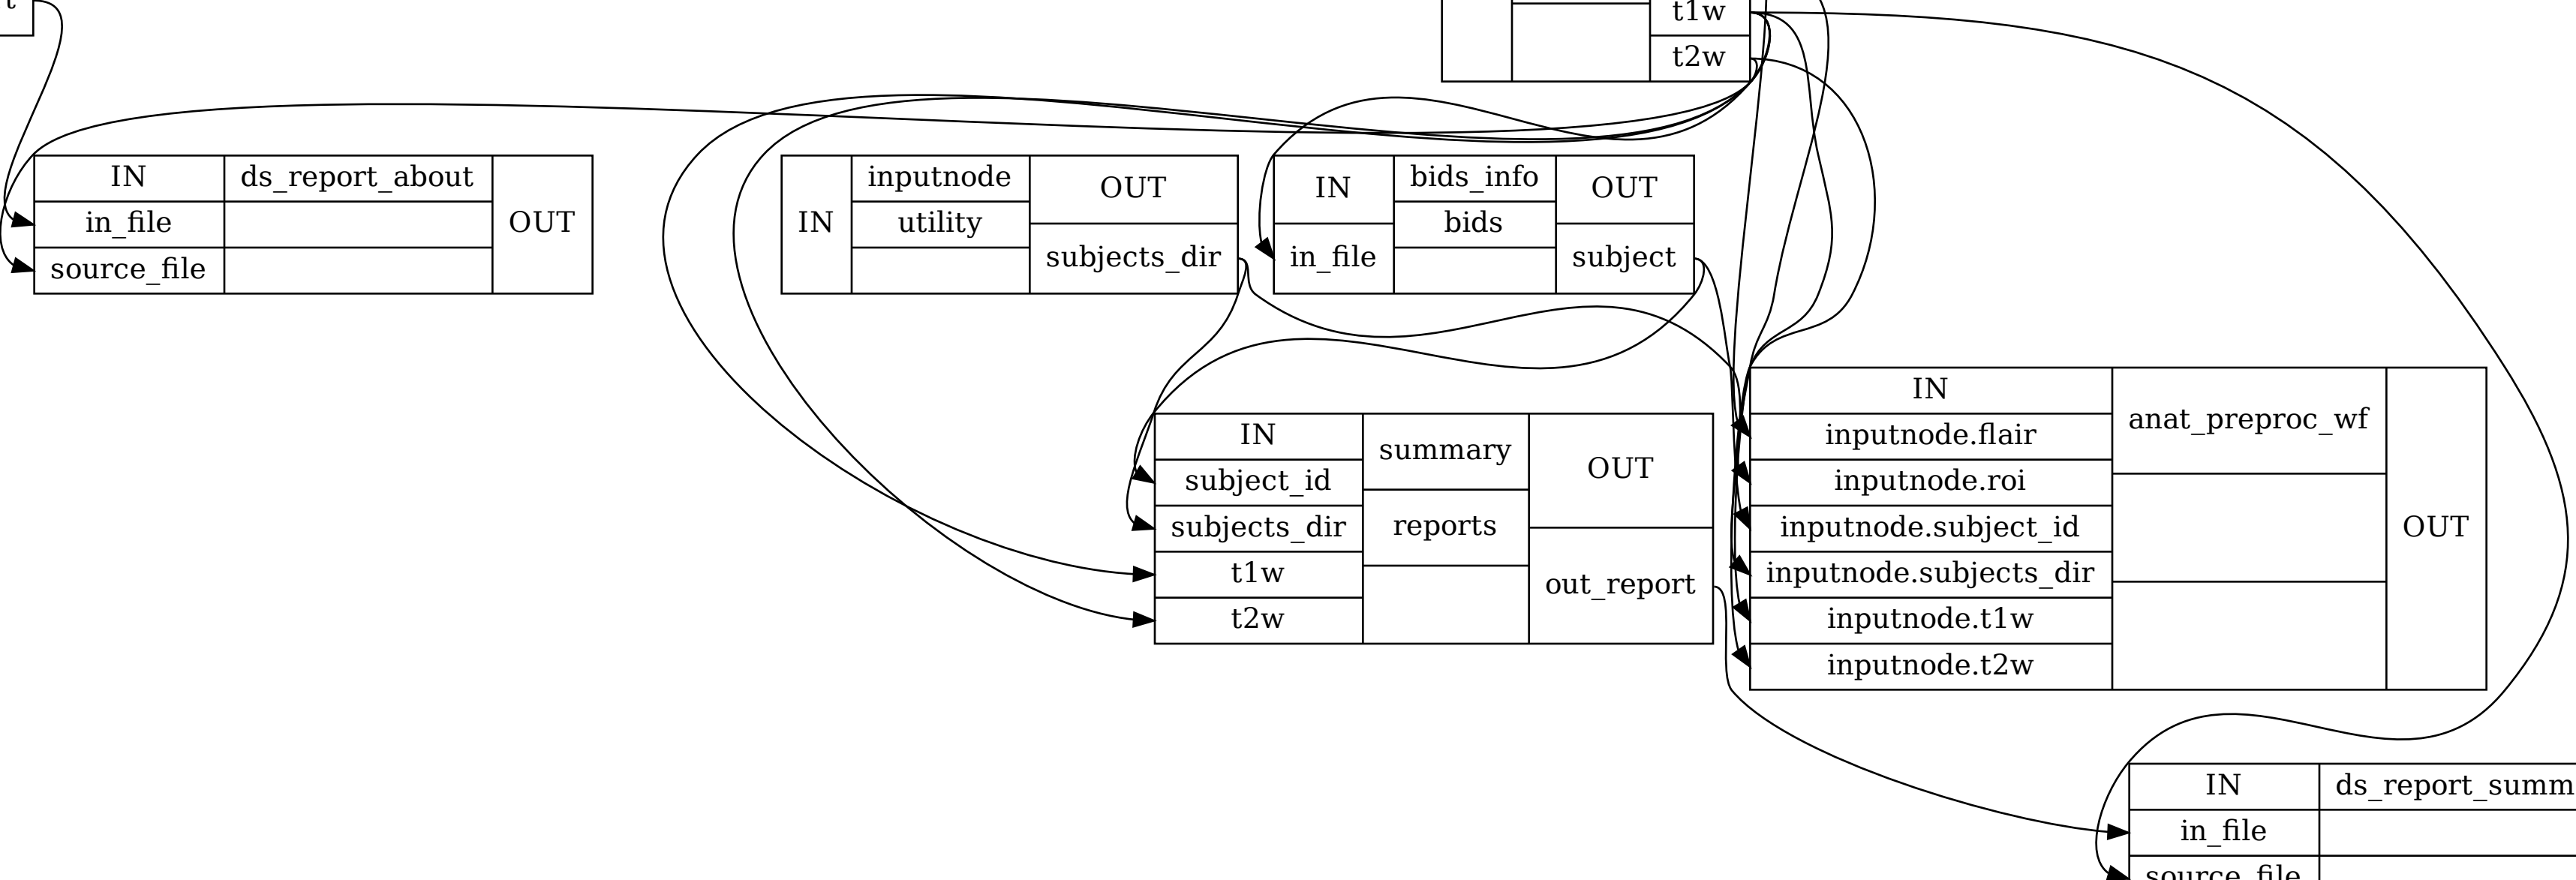 t1w
t2w
IN
ds_report_about
in_file
OUT
source_file
inputnode
OUT
IN
utility
subjects_dir
bids_info
IN
OUT
bids
in_file
subject
IN
summary
subject_id
OUT
subjects_dir
reports
t1w
out_report
t2w
IN
anat_preproc_wf
inputnode.flair
inputnode.roi
inputnode.subject_id
OUT
inputnode.subjects_dir
inputnode.t1w
inputnode.t2w
IN
ds_report_summ
in_file
source_file